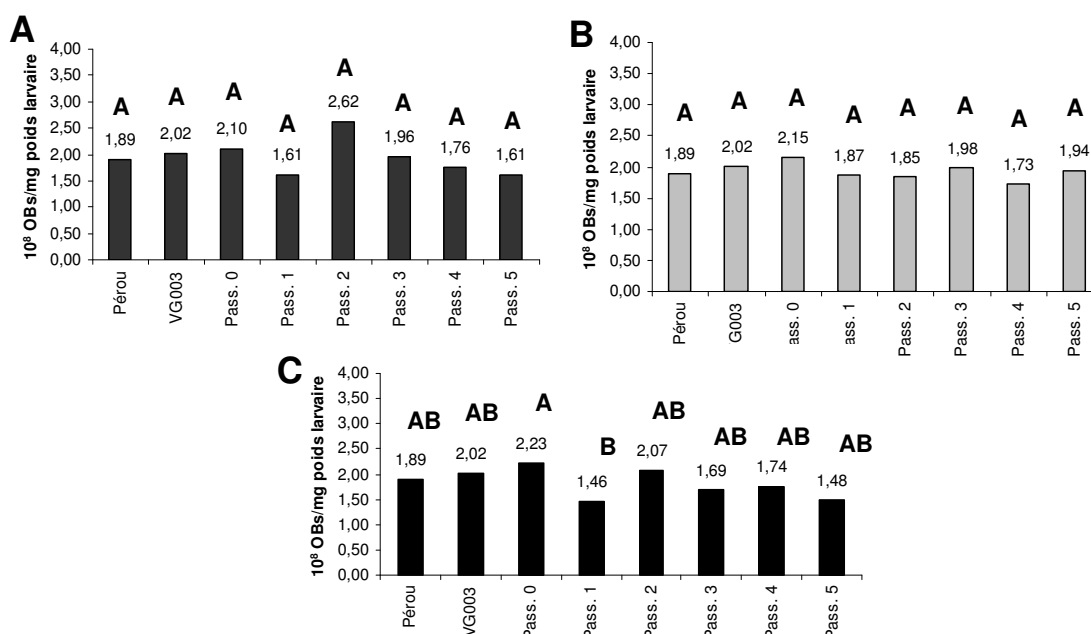 A
10⁸ OBs/mg poids larvaire
4,00
3,50
3,00
2,50
2,00
1,50
1,00
0,50
0,00
A A A A A A A A
1,89 2,02 2,10 1,61 2,62 1,96 1,76 1,61
Pérou VG003 Pass. 0 Pass. 1 Pass. 2 Pass. 3 Pass. 4 Pass. 5
B
10⁸ OBs/mg poids larvaire
4,00
3,50
3,00
2,50
2,00
1,50
1,00
0,50
0,00
A A A A A A A A
1,89 2,02 2,15 1,87 1,85 1,98 1,73 1,94
Pérou G003 ass. 0 ass. 1 Pass. 2 Pass. 3 Pass. 4 Pass. 5
C
10⁸ OBs/mg poids larvaire
4,00
3,50
3,00
2,50
2,00
1,50
1,00
0,50
0,00
AB AB A B AB AB AB AB
1,89 2,02 2,23 1,46 2,07 1,69 1,74 1,48
Pérou VG003 Pass. 0 Pass. 1 Pass. 2 Pass. 3 Pass. 4 Pass. 5